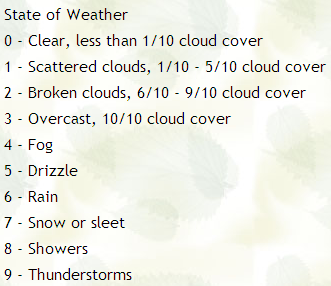 State of Weather
0 - Clear, less than 1/10 cloud cover
1 - Scattered clouds, 1/10 - 5/10 cloud cover
2 - Broken clouds, 6/10 - 9/10 cloud cover
3 - Overcast, 10/10 cloud cover
4 - Fog
5 - Drizzle
6 - Rain
7 - Snow or sleet
8 - Showers
9 - Thunderstorms